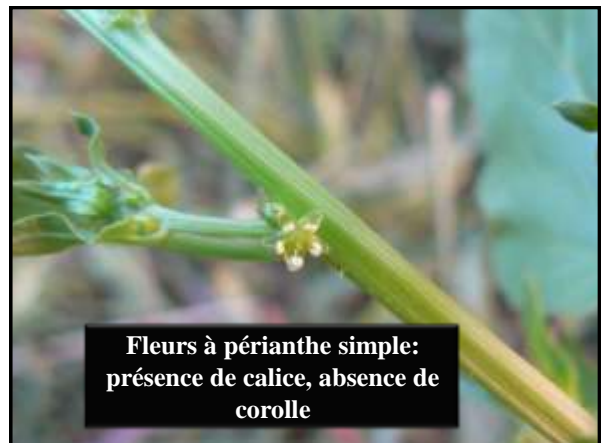 Fleurs à périanthe simple:
présence de calice, absence de
corolle